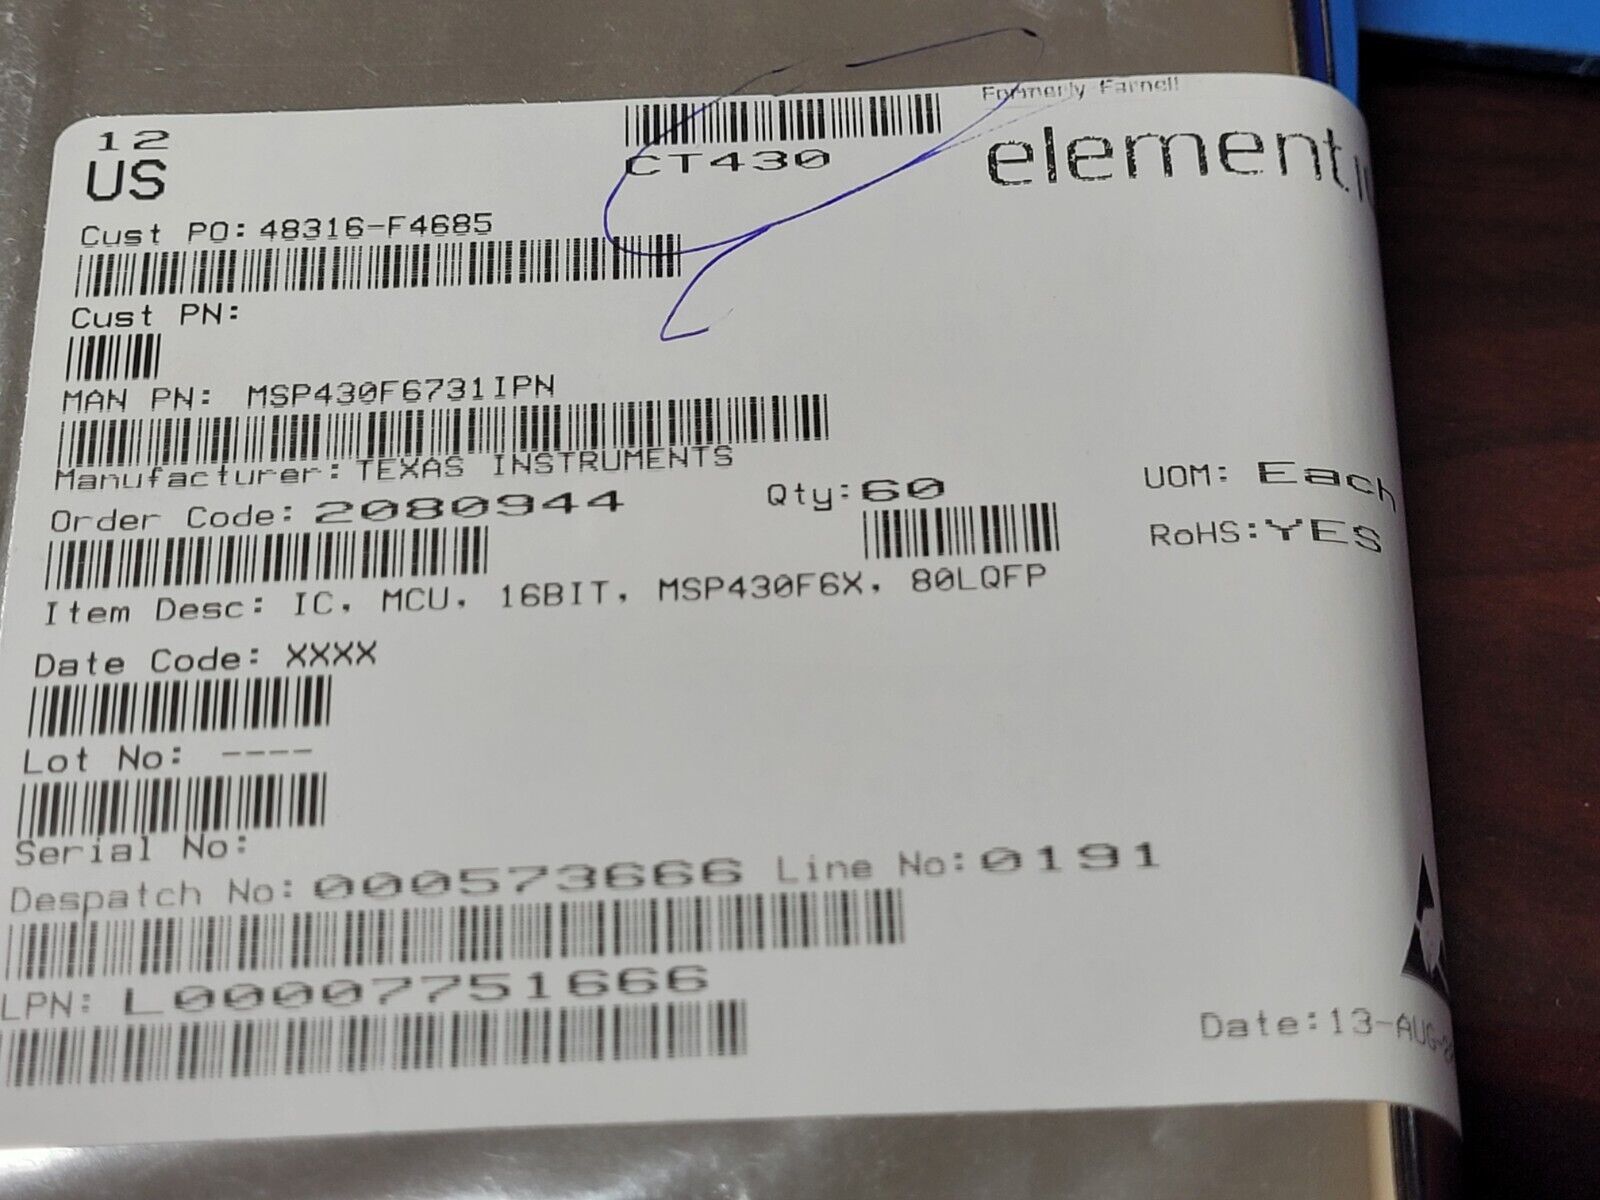 12
US
CT430
Formerly Farnell
element
Cust PO: 48316-F4685
Cust PN:
MAN PN: MSP430F6731IPN
Manufacturer: TEXAS INSTRUMENTS
Order Code: 2080944 Qty: 60
UOM: Each
RoHS: YES
Item Desc: IC, MCU, 16BIT, MSP430F6X, 80LQFP
Date Code: XXXX
Lot No: ----
Serial No:
Despatch No: 000573666 Line No: 0191
LPN: L00007751666
Date: 13-AUG-